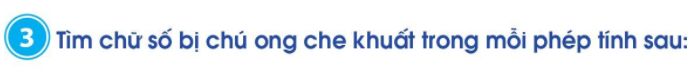 3 Tìm chữ số bị chú ong che khuất trong mỗi phép tính sau: